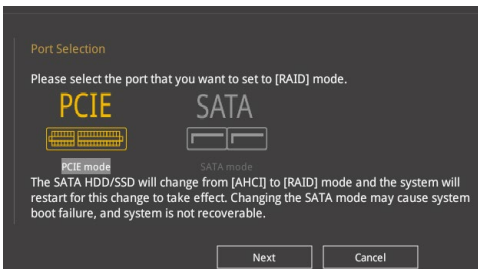 Port Selection
Please select the port that you want to set to [RAID] mode.
PCIE SATA
PCIE mode SATA mode
The SATA HDD/SSD will change from [AHCI] to [RAID] mode and the system will
restart for this change to take effect. Changing the SATA mode may cause system
boot failure, and system is not recoverable.
Next Cancel